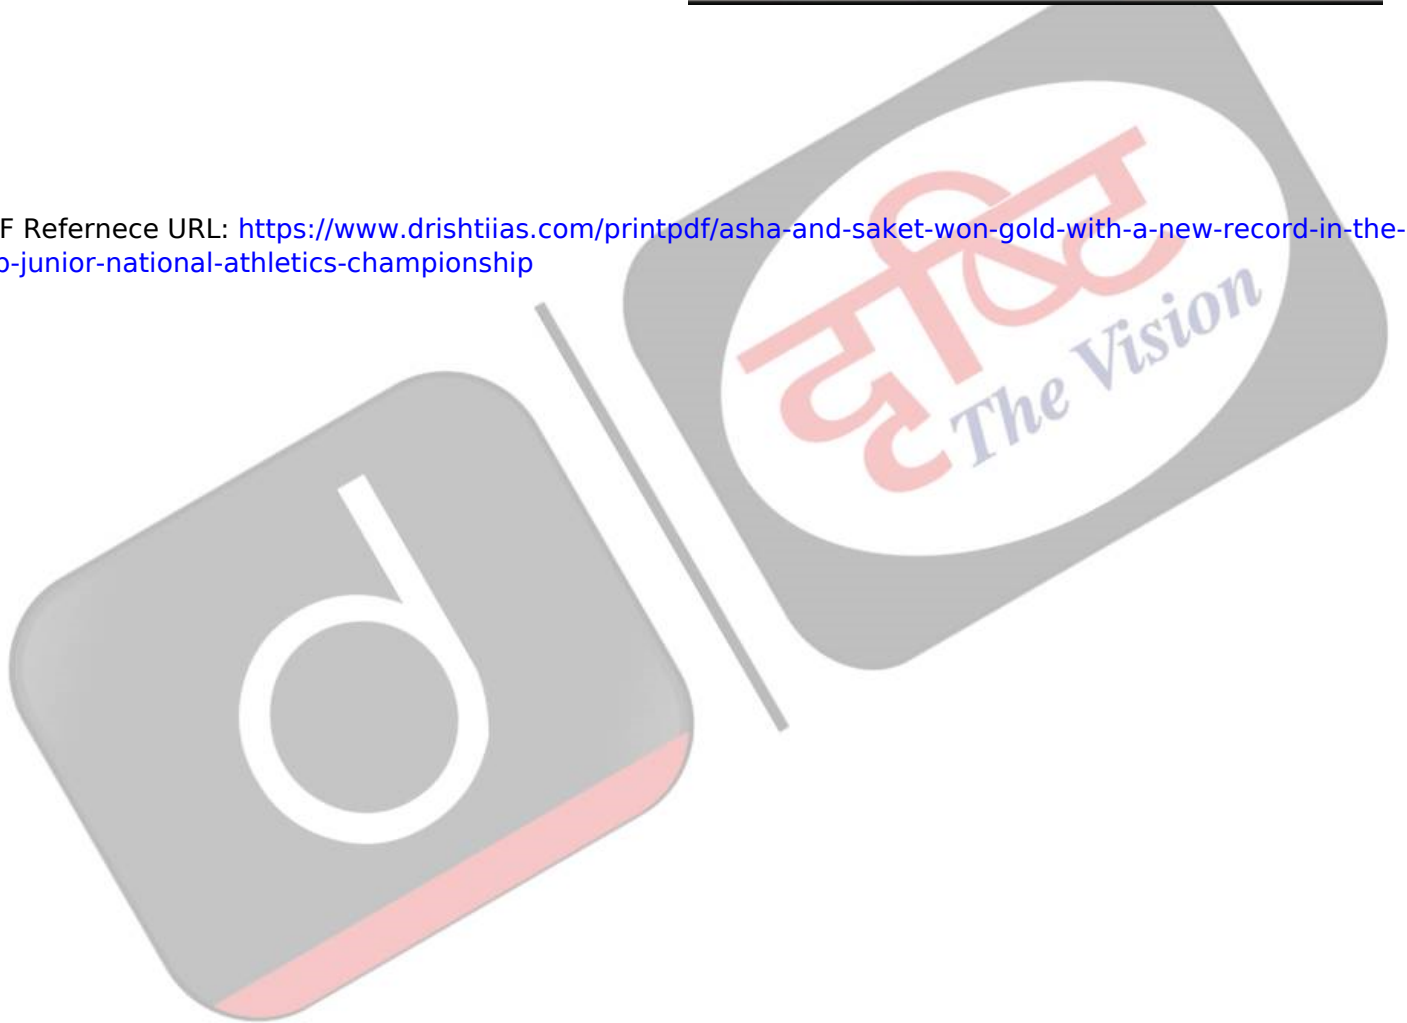 F Refernece URL: https://www.drishtiias.com/printpdf/asha-and-saket-won-gold-with-a-new-record-in-the-
o-junior-national-athletics-championship
दृष्टि
The Vision
d